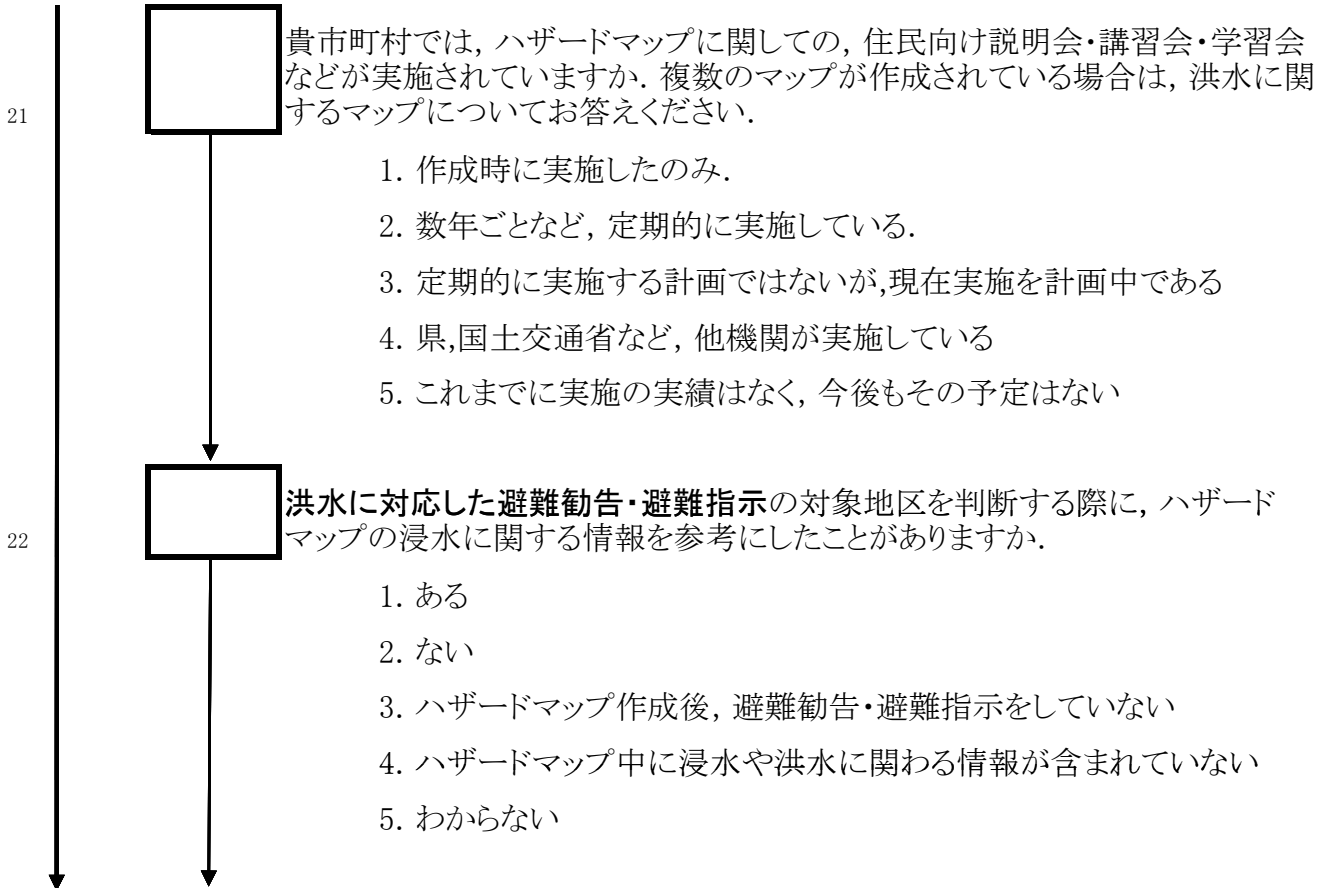 貴市町村では, ハザードマップに関しての, 住民向け説明会・講習会・学習会
などが実施されていますか. 複数のマップが作成されている場合は, 洪水に関
21 するマップについてお答えください.
1. 作成時に実施したのみ.
2. 数年ごとなど, 定期的に実施している.
3. 定期的に実施する計画ではないが,現在実施を計画中である
4. 県,国土交通省など, 他機関が実施している
5. これまでに実施の実績はなく, 今後もその予定はない
洪水に対応した避難勧告・避難指示の対象地区を判断する際に, ハザード
22 マップの浸水に関する情報を参考にしたことがありますか.
1. ある
2. ない
3. ハザードマップ作成後, 避難勧告・避難指示をしていない
4. ハザードマップ中に浸水や洪水に関わる情報が含まれていない
5. わからない